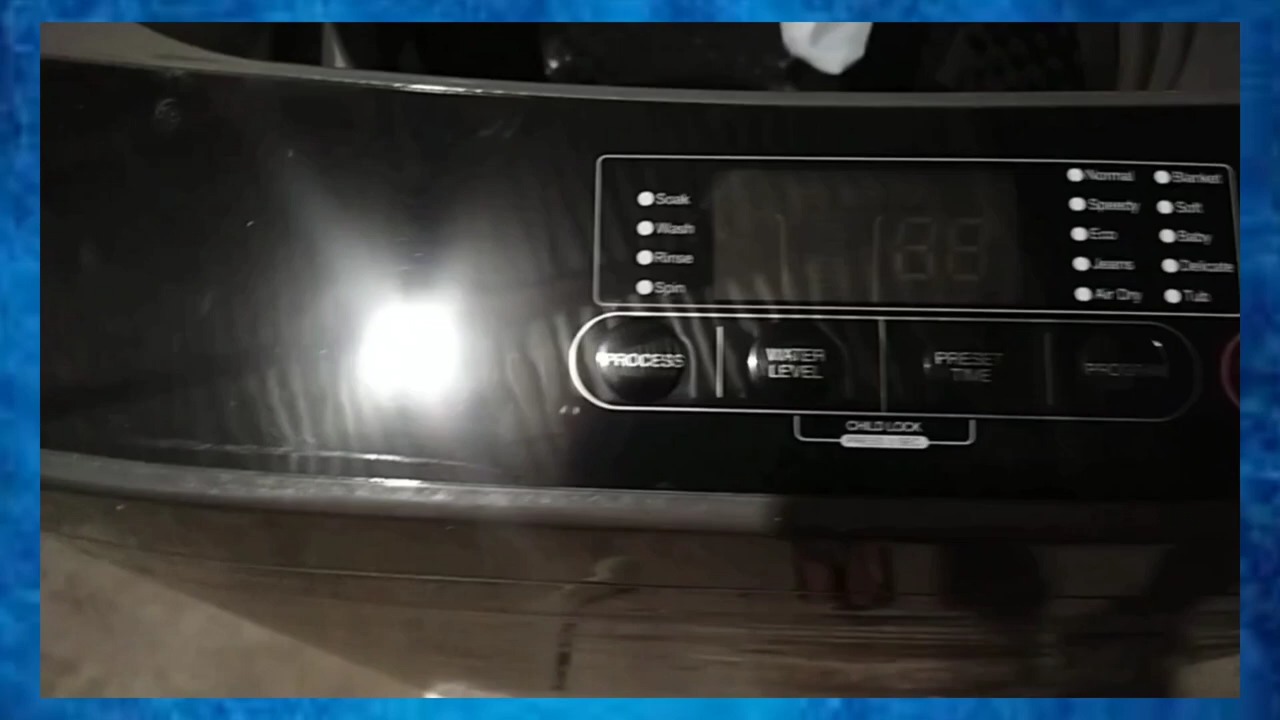 Soak
Wash
Rinse
Spin
88
Normal
Speedy
Eco
Jeans
Air Dry
Blanket
Soft
Baby
Delicate
Tub
PROCESS
WATER
LEVEL
PRESET
TIME
PROGRAM
CHILD LOCK